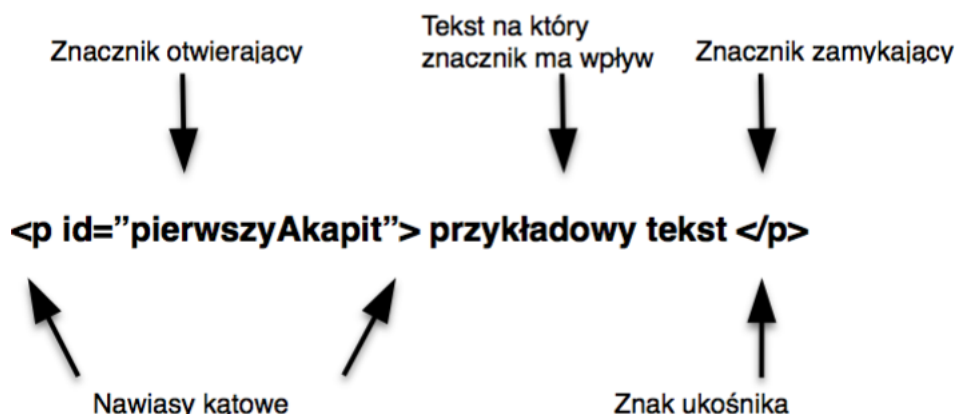 Znacznik otwierający
Tekst na który
znacznik ma wpływ
Znacznik zamykający
<p id=”pierwszyAkapit”> przykładowy tekst </p>
Nawiasy kątowe
Znak ukośnika